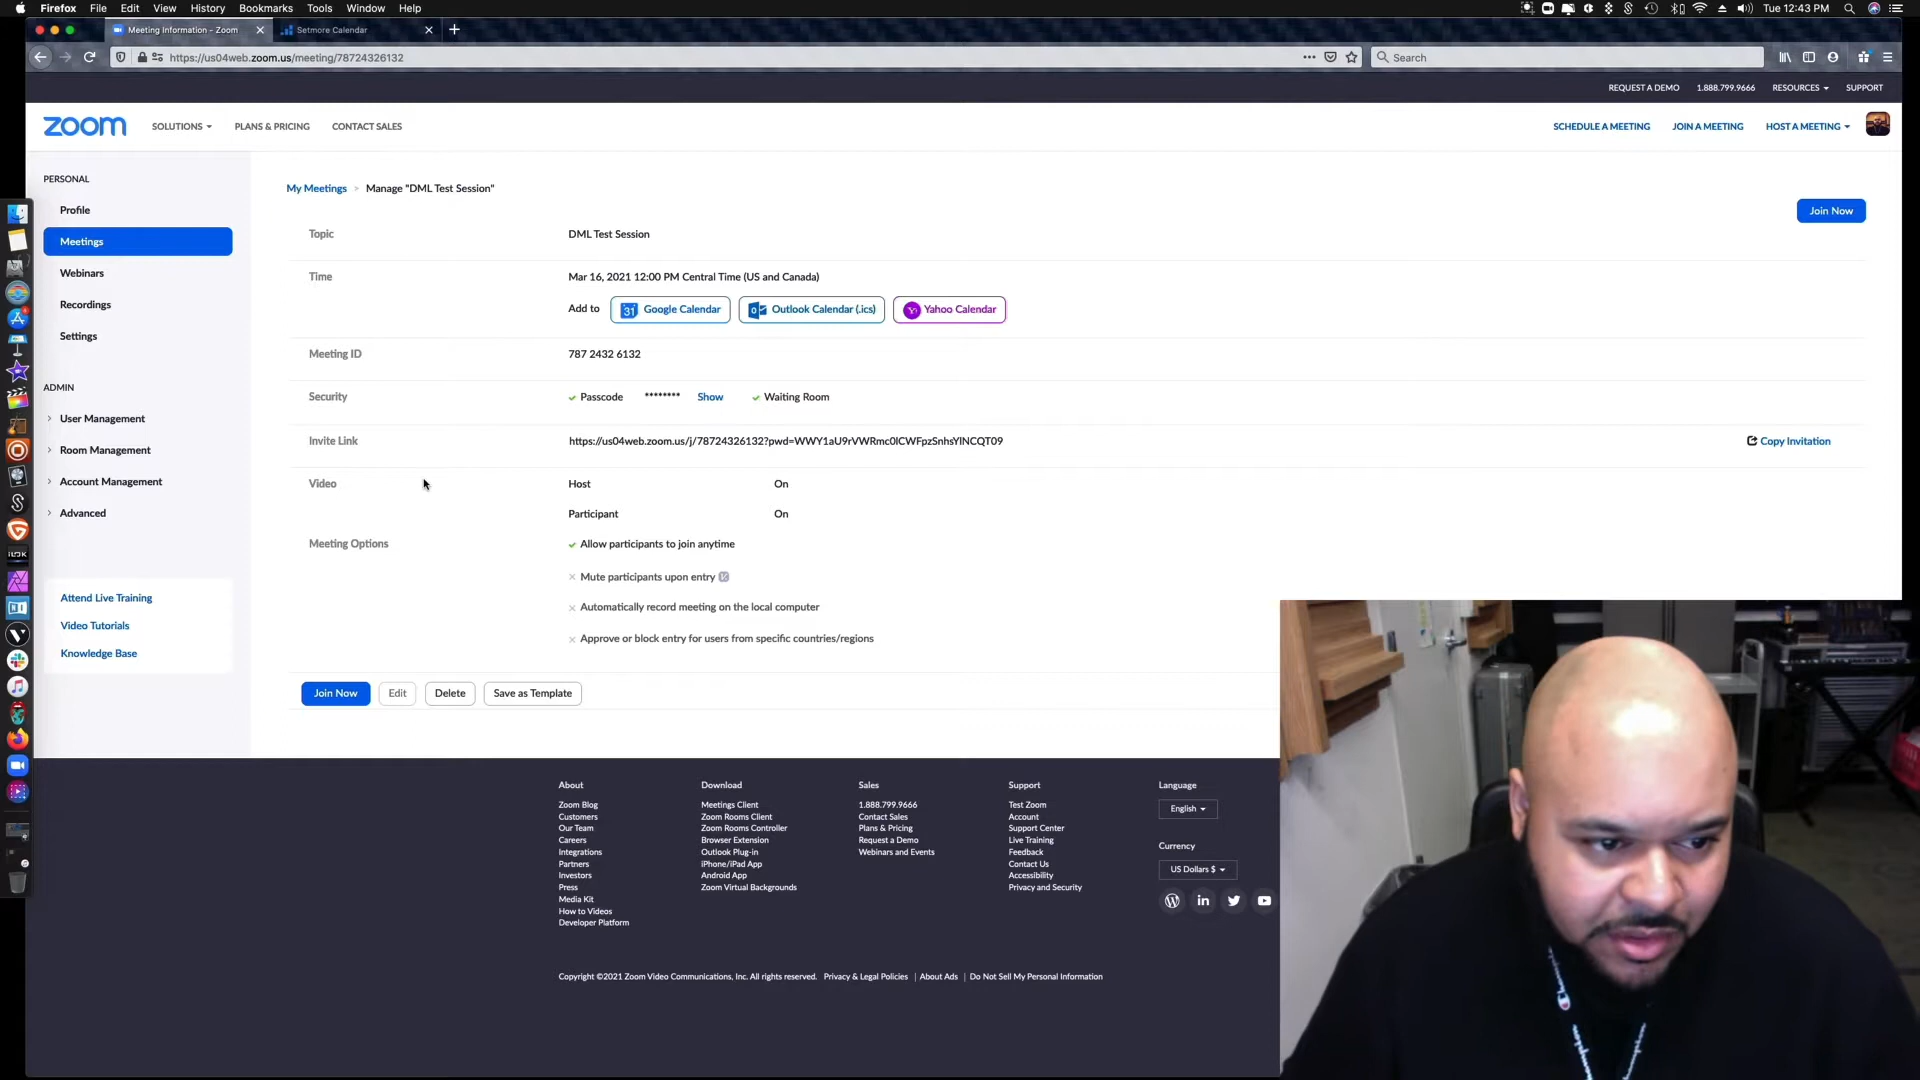 Firefox File Edit View History Bookmarks Tools Window Help Tue 12:43 PM
Meeting Information - Zoom Setmore Calendar
https://us04web.zoom.us/meeting/78724326132 Search
REQUEST A DEMO 1.888.799.9666 RESOURCES SUPPORT
zoom SOLUTIONS PLANS & PRICING CONTACT SALES SCHEDULE A MEETING JOIN A MEETING HOST A MEETING
PERSONAL
Profile
Meetings
Webinars
Recordings
Settings
ADMIN
User Management
Room Management
Account Management
Advanced
Attend Live Training
Video Tutorials
Knowledge Base
My Meetings > Manage "DML Test Session"
Join Now
Topic DML Test Session
Time Mar 16, 2021 12:00 PM Central Time (US and Canada)
Add to 31 Google Calendar Outlook Calendar (.ics) Yahoo Calendar
Meeting ID 787 2432 6132
Security Passcode ******** Show Waiting Room
Invite Link https://us04web.zoom.us/j/78724326132?pwd=WWY1aU9rVWRmc0lCWFpzSnhsYlNCQT09 Copy Invitation
Video Host On
Participant On
Meeting Options Allow participants to join anytime
Mute participants upon entry
Automatically record meeting on the local computer
Approve or block entry for users from specific countries/regions
Join Now Edit Delete Save as Template
About
Zoom Blog
Customers
Our Team
Careers
Integrations
Partners
Investors
Press
Media Kit
How to Videos
Developer Platform
Download
Meetings Client
Zoom Rooms Client
Zoom Rooms Controller
Browser Extension
Outlook Plug-in
iPhone/iPad App
Android App
Zoom Virtual Backgrounds
Sales
1.888.799.9666
Contact Sales
Plans & Pricing
Request a Demo
Webinars and Events
Support
Test Zoom
Account
Support Center
Live Training
Feedback
Contact Us
Accessibility
Privacy and Security
Language
English
Currency
US Dollars $
Copyright ©2021 Zoom Video Communications, Inc. All rights reserved. Privacy & Legal Policies | About Ads | Do Not Sell My Personal Information